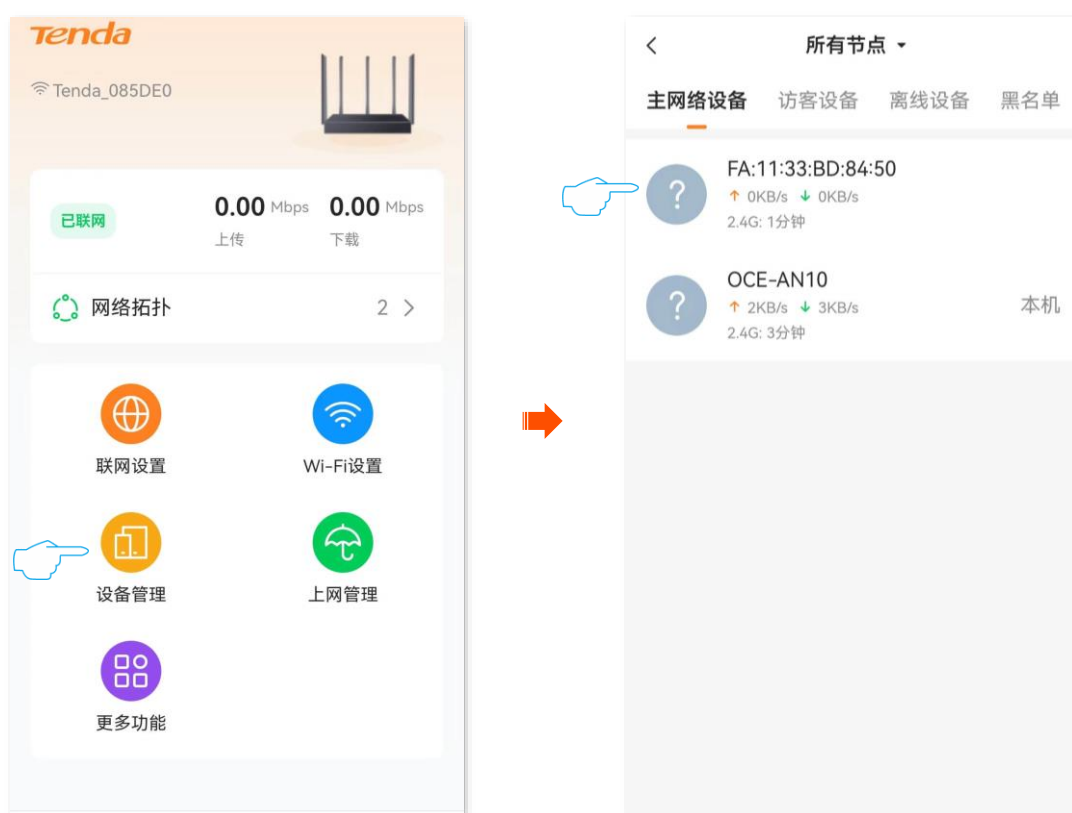 Tenda
Tenda_085DE0
已联网
0.00 Mbps 0.00 Mbps
上传 下载
网络拓扑 2
联网设置 Wi-Fi设置
设备管理 上网管理
更多功能
所有节点
主网络设备 访客设备 离线设备 黑名单
FA:11:33:BD:84:50
↑ 0KB/s ↓ 0KB/s
2.4G: 1分钟
OCE-AN10
↑ 2KB/s ↓ 3KB/s 本机
2.4G: 3分钟